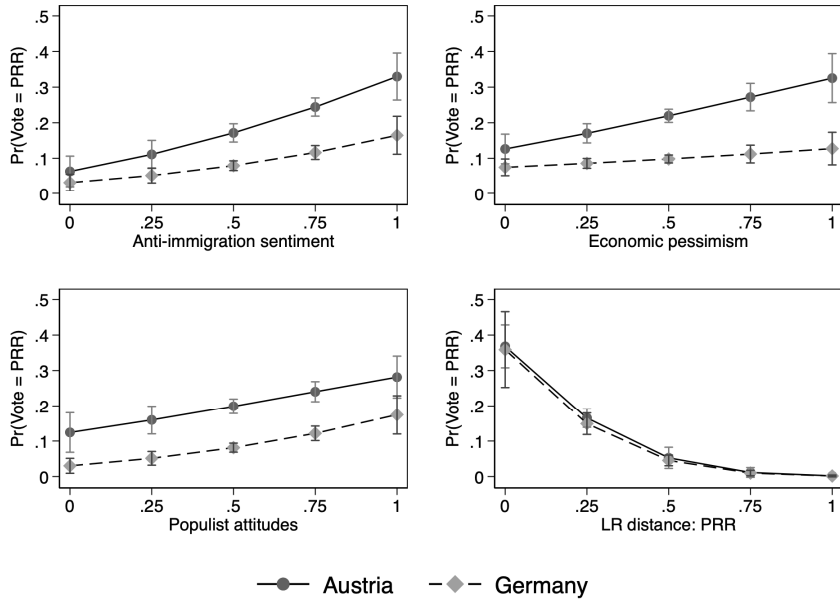 .5
.4
.3
.2
.1
0
Pr(Vote = PRR)
0 .25 .5 .75 1
Anti-immigration sentiment
.5
.4
.3
.2
.1
0
Pr(Vote = PRR)
0 .25 .5 .75 1
Economic pessimism
.5
.4
.3
.2
.1
0
Pr(Vote = PRR)
0 .25 .5 .75 1
Populist attitudes
.5
.4
.3
.2
.1
0
Pr(Vote = PRR)
0 .25 .5 .75 1
LR distance: PRR
Austria Germany